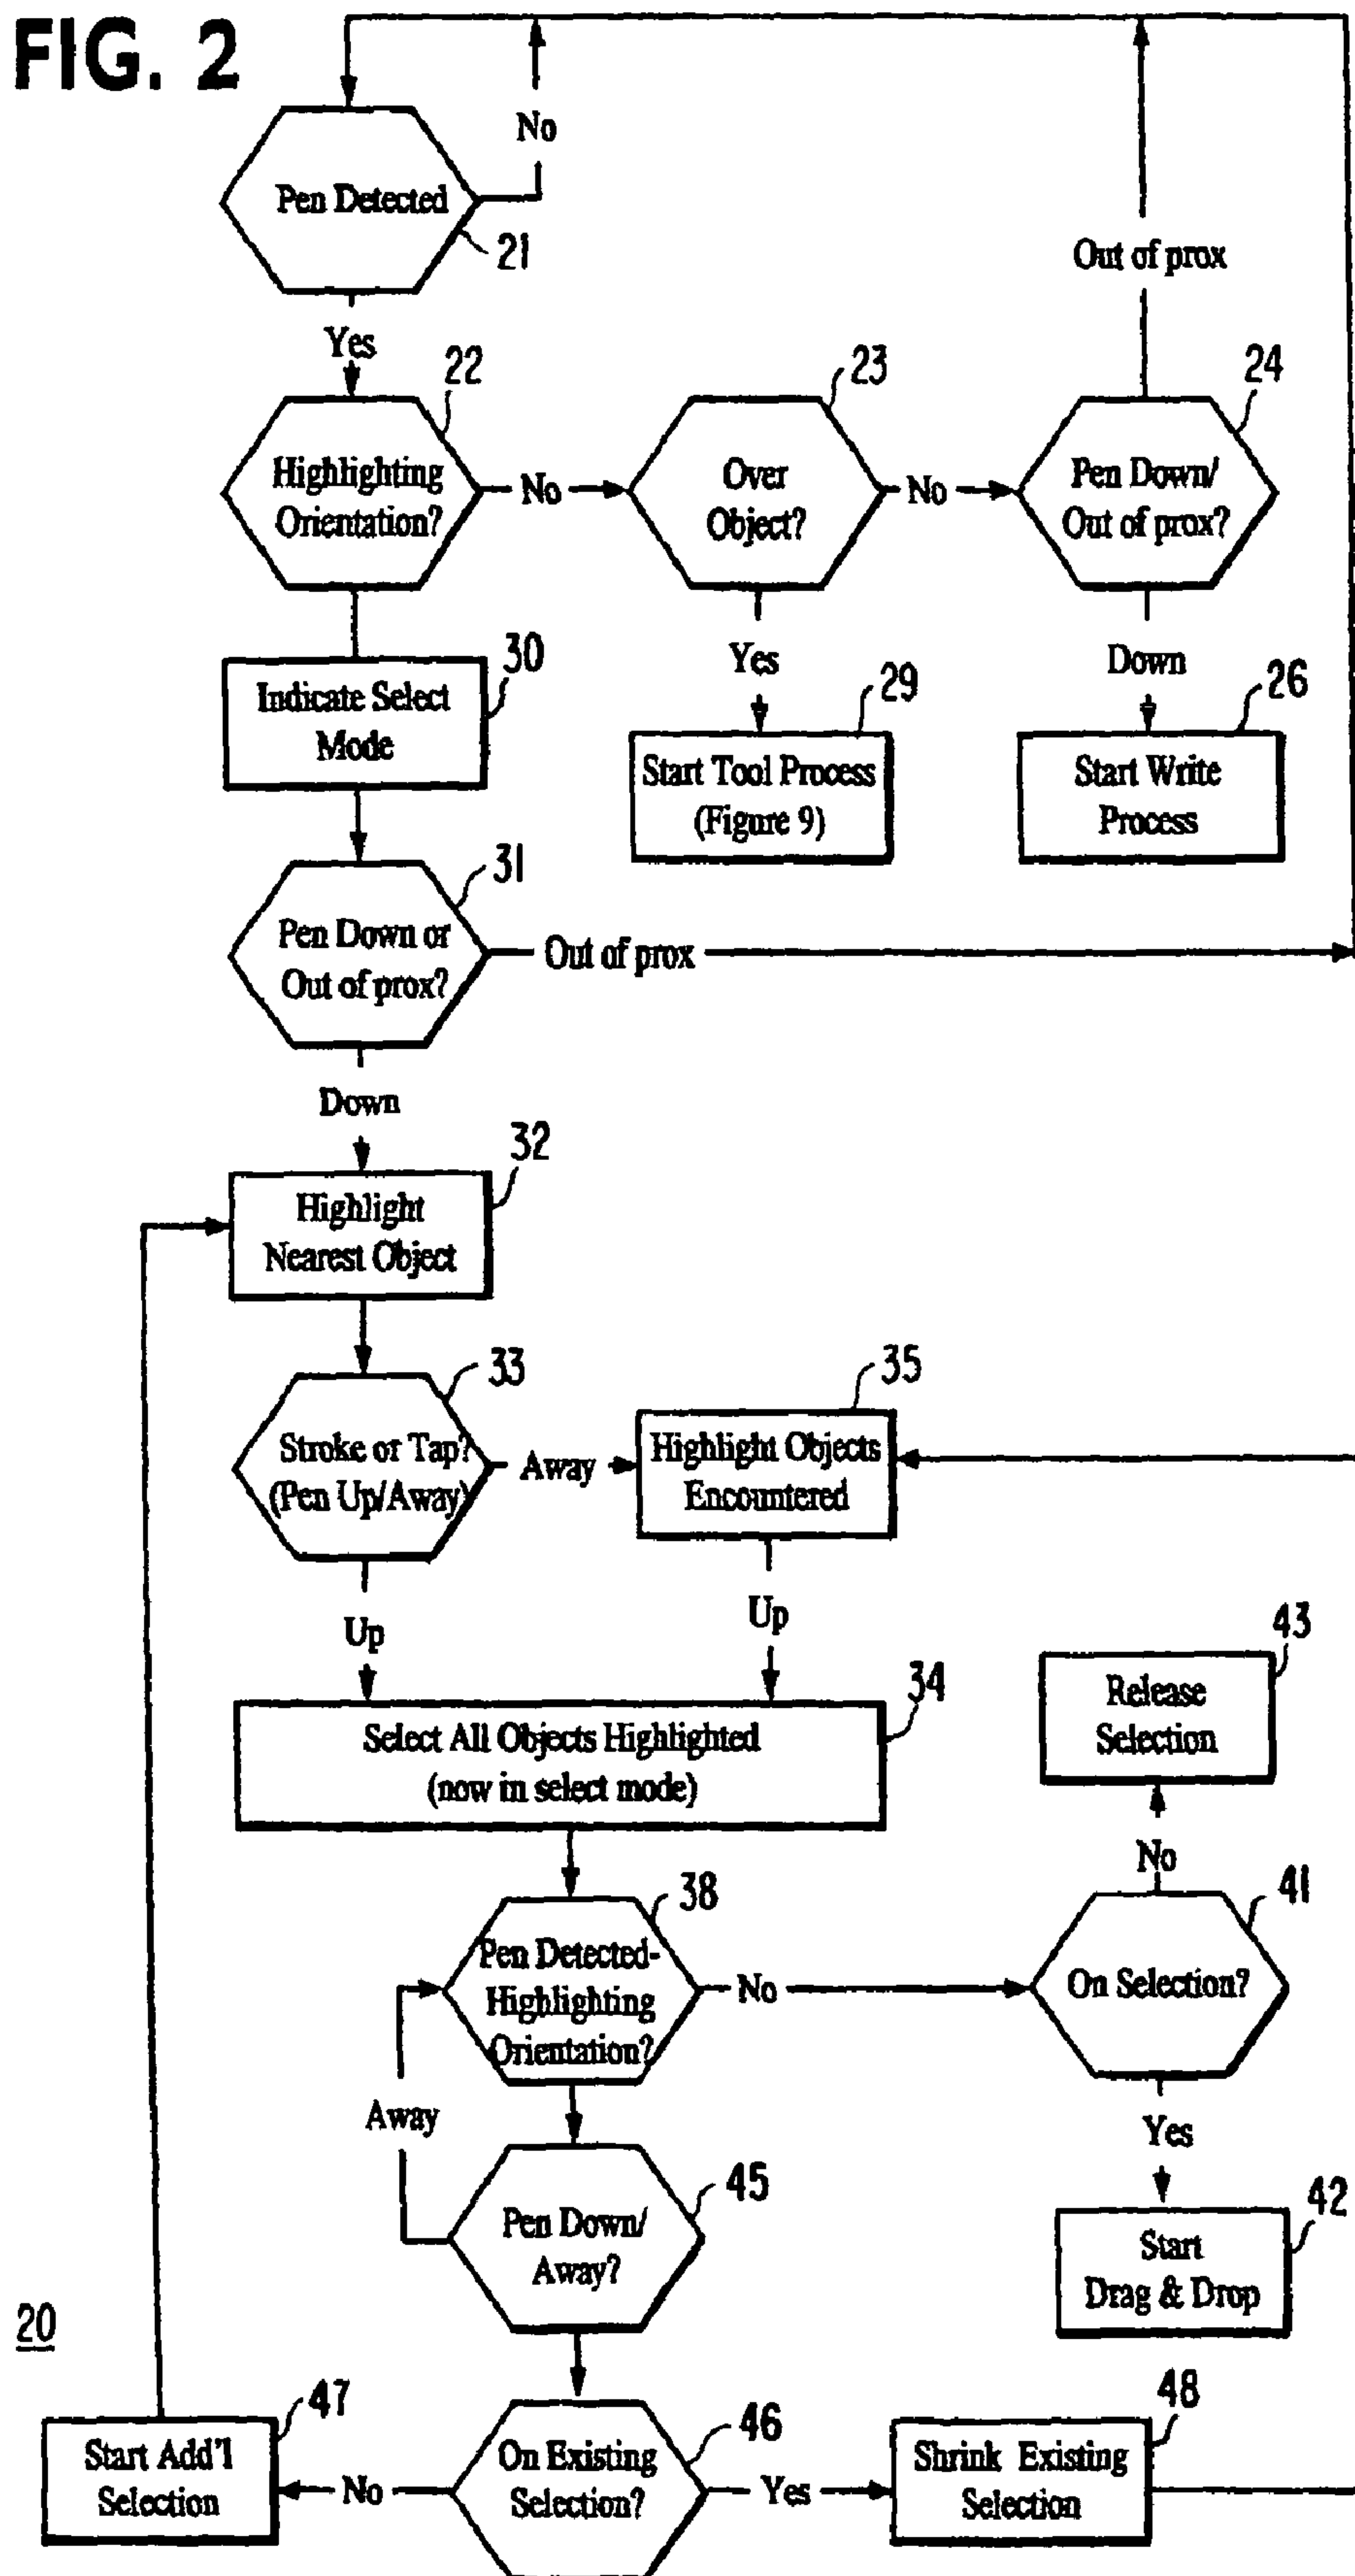 FIG. 2
No
Pen Detected
21
Out of prox
Yes
22
23
24
Highlighting
Orientation?
No
Over
Object?
No
Pen Down/
Out of prox?
30
Yes
Down
Indicate Select
Mode
29
26
Start Tool Process
(Figure 9)
Start Write
Process
31
Pen Down or
Out of prox?
Out of prox
Down
32
Highlight
Nearest Object
33
35
Stroke or Tap?
(Pen Up/Away)
Away
Highlight Objects
Encountered
Up
Up
43
34
Release
Selection
Select All Objects Highlighted
(now in select mode)
No
38
41
Pen Detected-
Highlighting
Orientation?
No
On Selection?
Away
Yes
45
42
Pen Down/
Away?
Start
Drag & Drop
20
47
46
48
Start Add'l
Selection
No
On Existing
Selection?
Yes
Shrink Existing
Selection